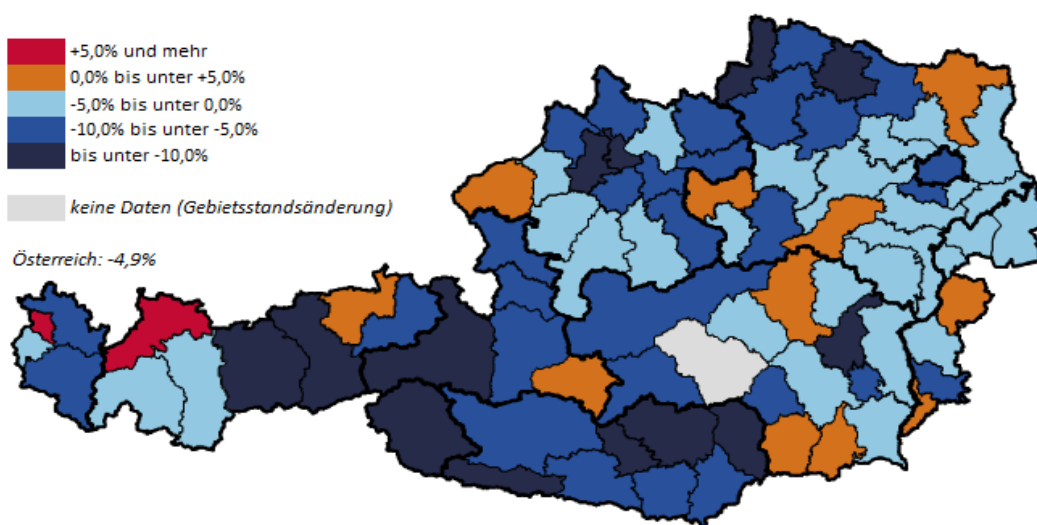 +5,0% und mehr
0,0% bis unter +5,0%
-5,0% bis unter 0,0%
-10,0% bis unter -5,0%
bis unter -10,0%
keine Daten (Gebietsstandsänderung)
Österreich: -4,9%